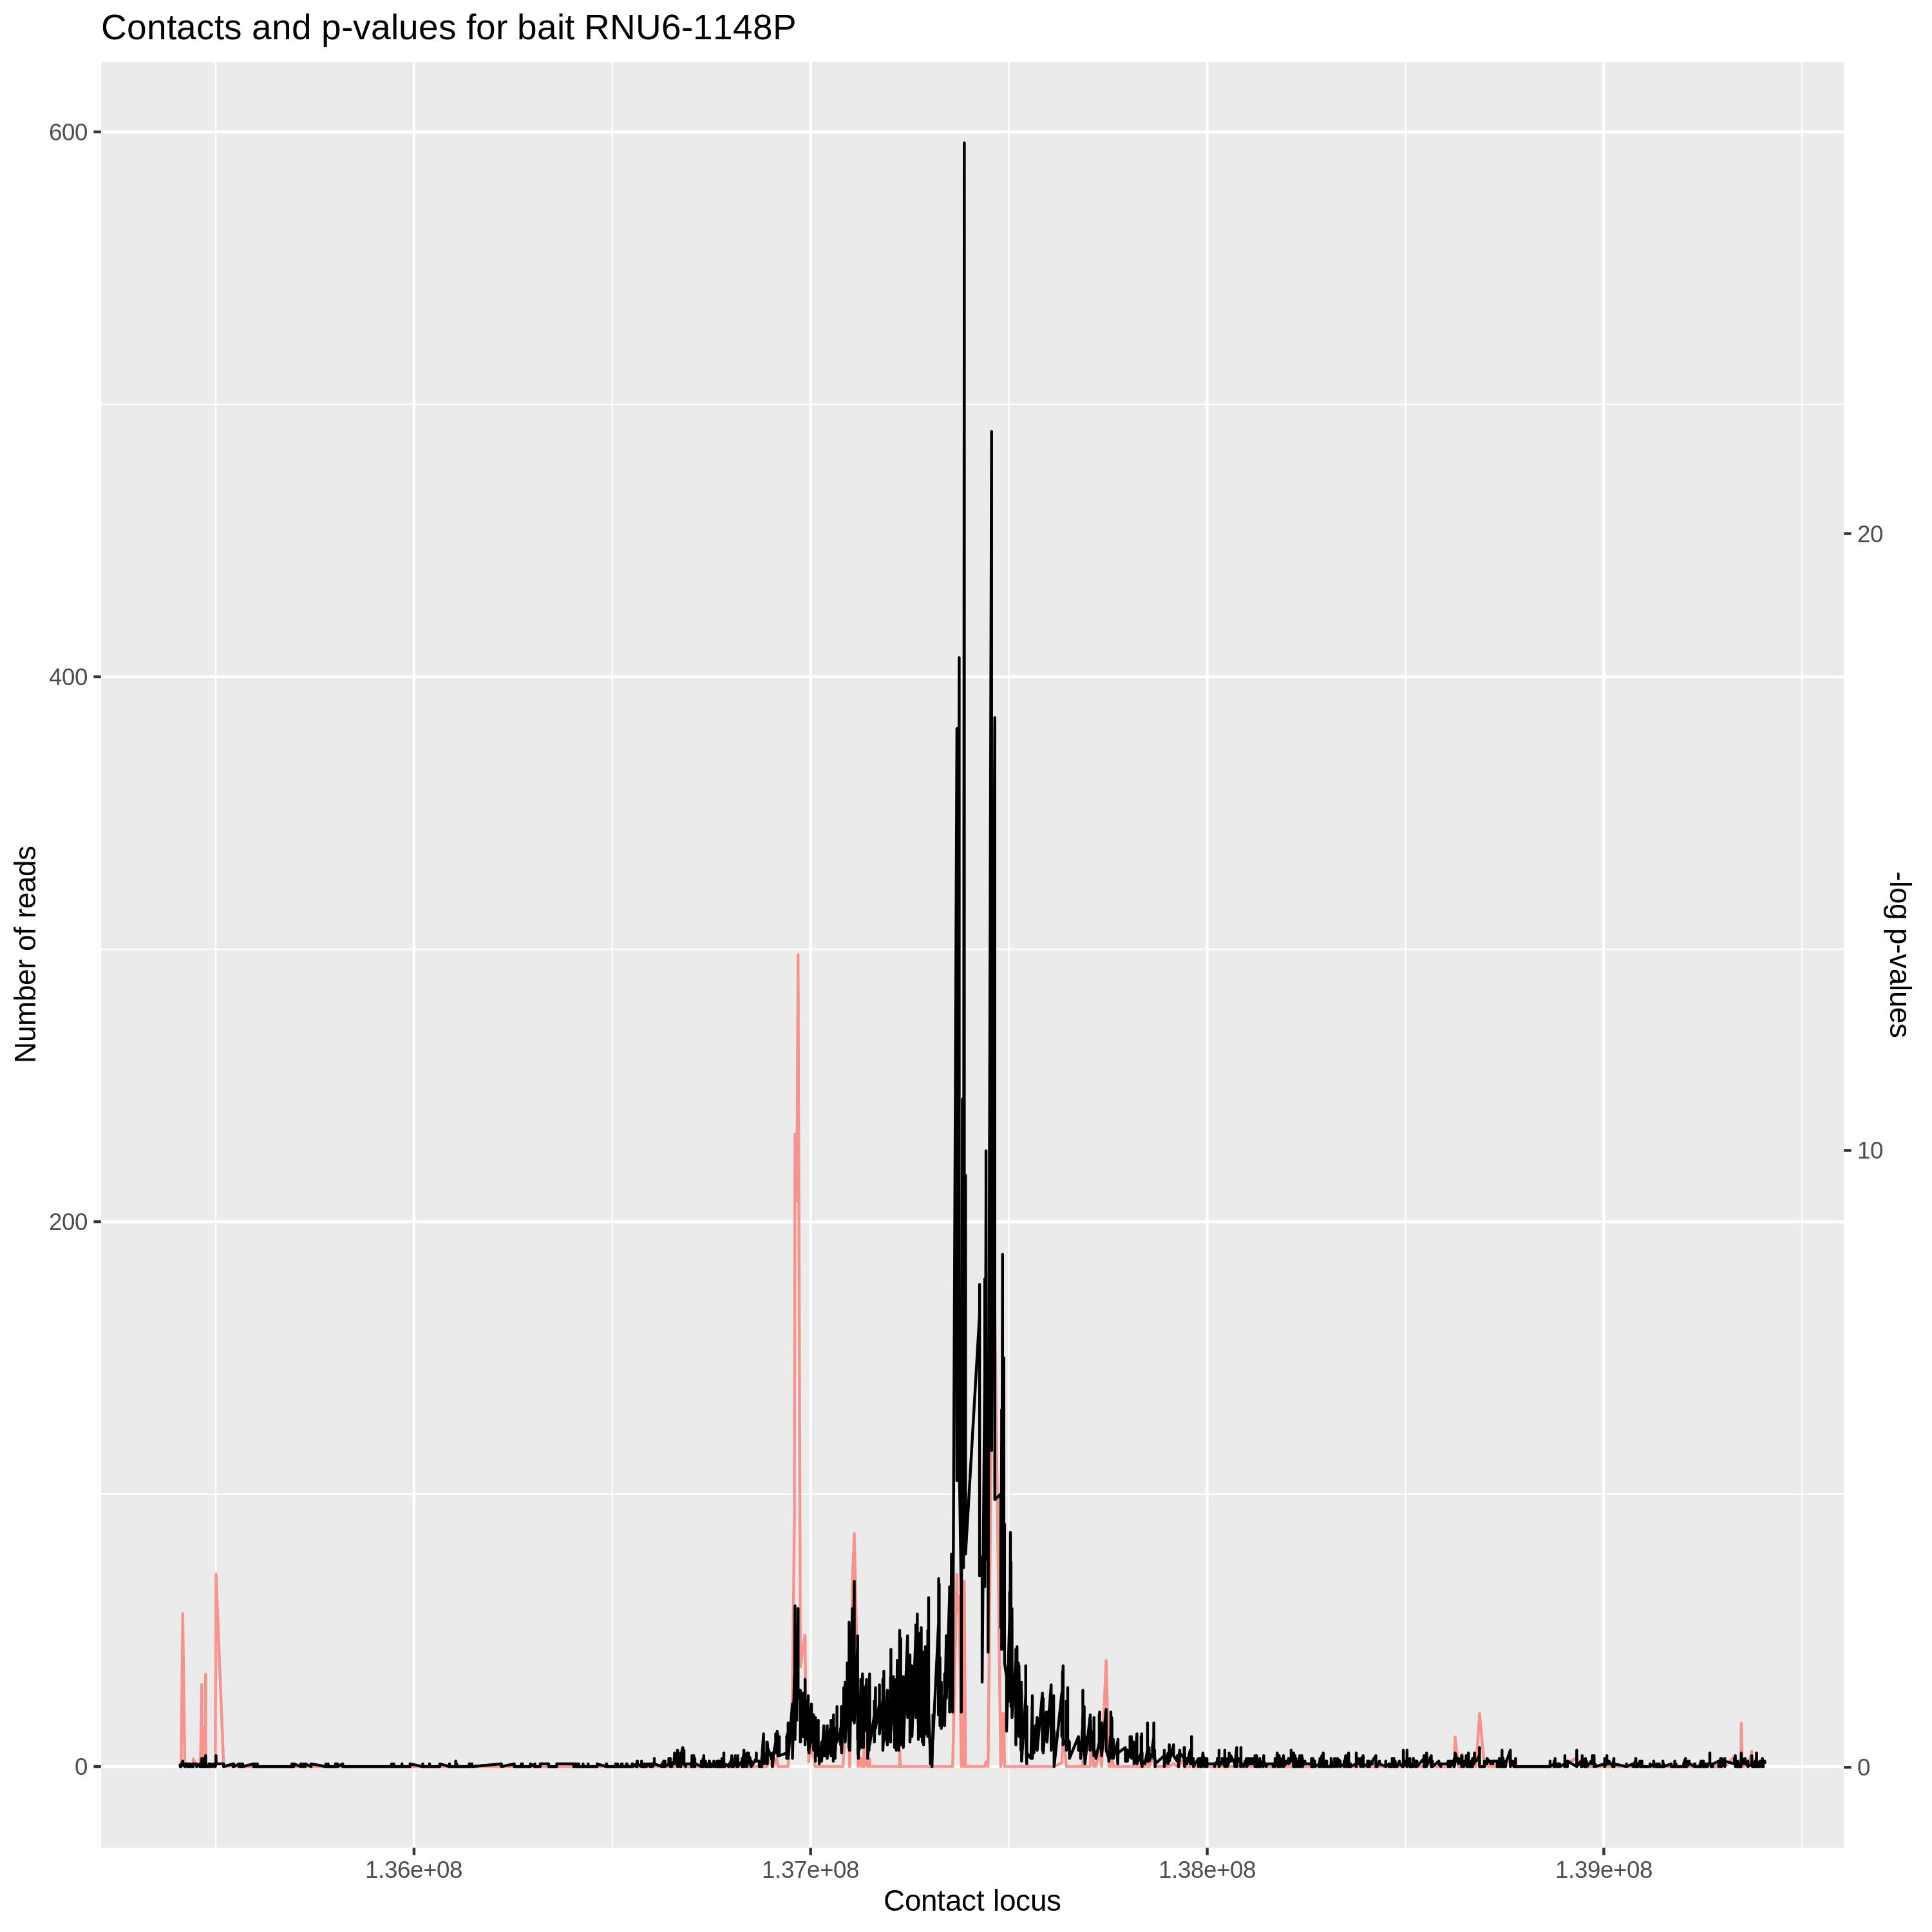 Contacts and p-values for bait RNU6-1148P
600
400
200
0
Number of reads
20
10
0
-log p-values
1.36e+08
1.37e+08
1.38e+08
1.39e+08
Contact locus